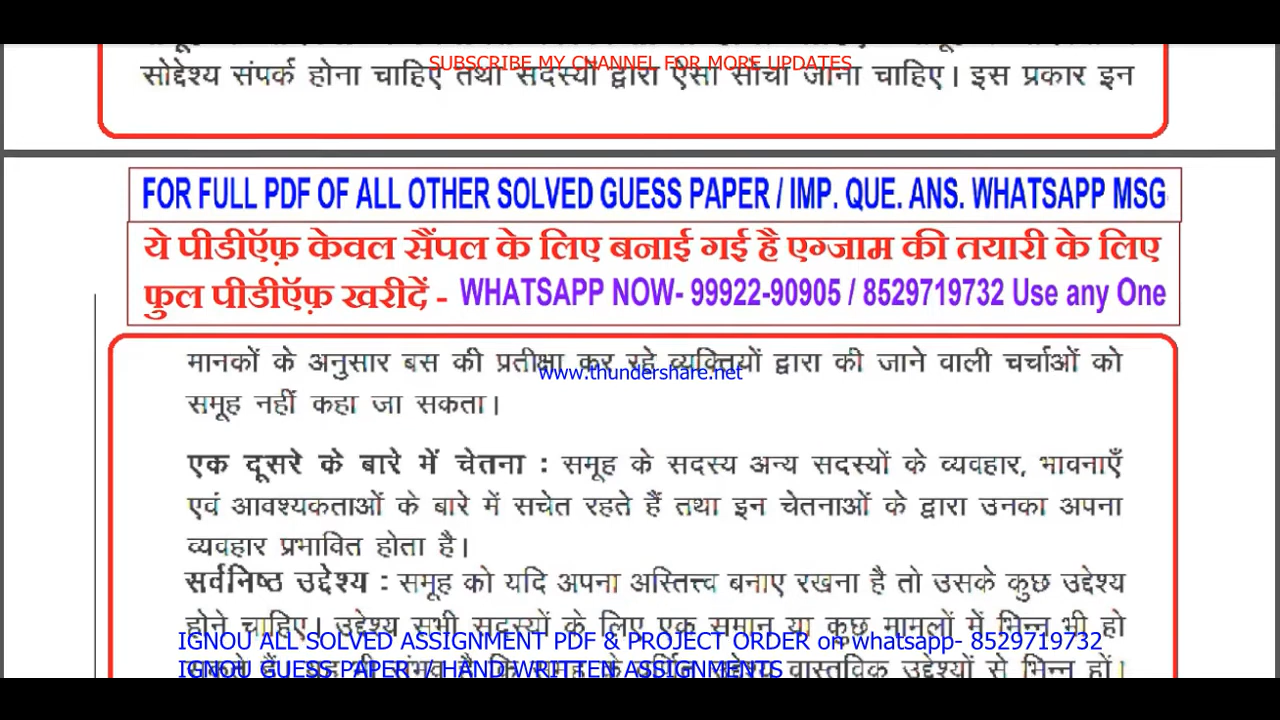 SUBSCRIBE MY CHANNEL FOR MORE UPDATES
सोद्देश्य संपर्क होना चाहिए तथा सदस्यों द्वारा ऐसा सोचा जाना चाहिए। इस प्रकार इन
FOR FULL PDF OF ALL OTHER SOLVED GUESS PAPER / IMP. QUE. ANS. WHATSAPP MSG
ये पीडीऍफ़ केवल सैंपल के लिए बनाई गई है एग्जाम की तयारी के लिए
फुल पीडीऍफ़ खरीदें - WHATSAPP NOW- 99922-90905 / 8529719732 Use any One
मानकों के अनुसार बस की प्रतीक्षा कर रहे व्यक्तियों द्वारा की जाने वाली चर्चाओं को
www.thundershare.net
समूह नहीं कहा जा सकता।
एक दूसरे के बारे में चेतना : समूह के सदस्य अन्य सदस्यों के व्यवहार, भावनाएँ
एवं आवश्यकताओं के बारे में सचेत रहते हैं तथा इन चेतनाओं के द्वारा उनका अपना
व्यवहार प्रभावित होता है।
सर्वनिष्ठ उद्देश्य : समूह को यदि अपना अस्तित्त्व बनाए रखना है तो उसके कुछ उद्देश्य
होने चाहिए। उद्देश्य सभी सदस्यों के लिए एक समान या कुछ मामलों में भिन्न भी हो
IGNOU ALL SOLVED ASSIGNMENT PDF & PROJECT ORDER on whatsapp- 8529719732
उद्देश्य वास्तविक उद्देश्यों से भिन्न हों।
IGNOU GUESS PAPER / HANDWRITTEN ASSIGNMENTS